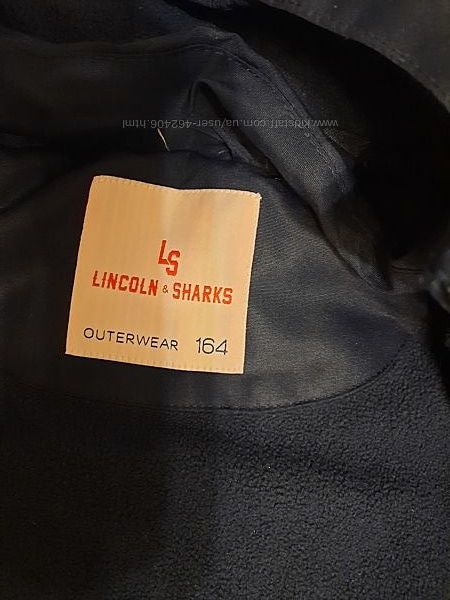 www.kidstaff.com.ua/user-462406.html
LS
LINCOLN & SHARKS
OUTERWEAR 164